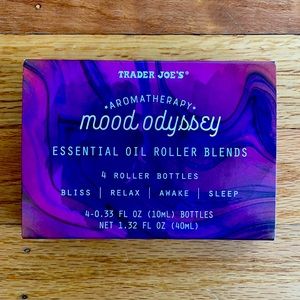 TRADER JOE'S®
•AROMATHERAPY•
mood odyssey
ESSENTIAL OIL ROLLER BLENDS
4 ROLLER BOTTLES
BLISS | RELAX | AWAKE | SLEEP
4-0.33 FL OZ (10mL) BOTTLES
NET 1.32 FL OZ (40mL)